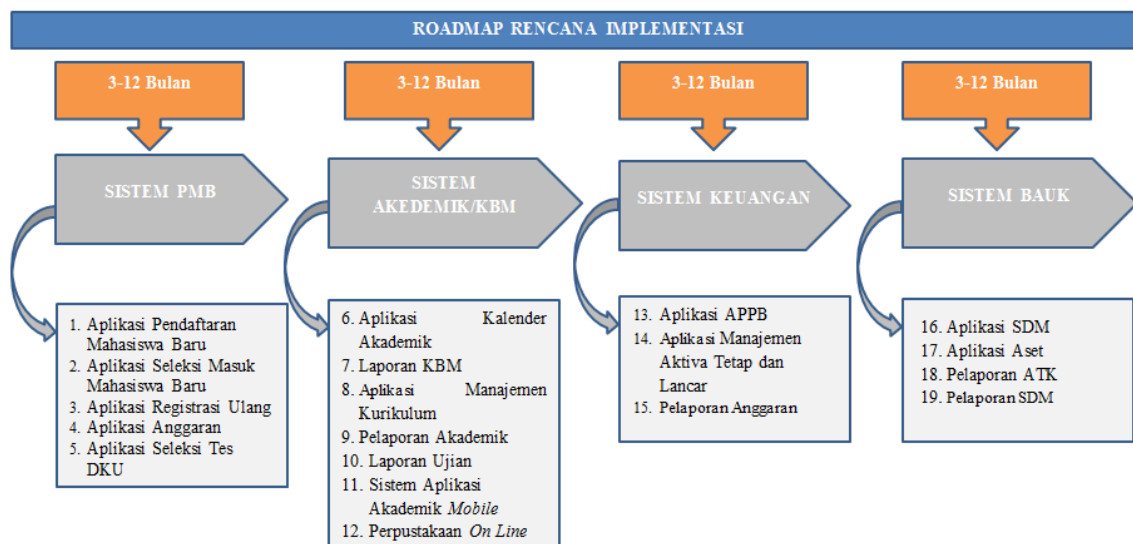 ROADMAP RENCANA IMPLEMENTASI
3-12 Bulan
3-12 Bulan
3-12 Bulan
3-12 Bulan
SISTEM PMB
SISTEM
AKEDEMIK/KBM
SISTEM KEUANGAN
SISTEM BAUK
1. Aplikasi Pendaftaran
Mahasiswa Baru
2. Aplikasi Seleksi Masuk
Mahasiswa Baru
3. Aplikasi Registrasi Ulang
4. Aplikasi Anggaran
5. Aplikasi Seleksi Tes
DKU
6. Aplikasi Kalender
Akademik
7. Laporan KBM
8. Aplikasi Manajemen
Kurikulum
9. Pelaporan Akademik
10. Laporan Ujian
11. Sistem Aplikasi
Akademik Mobile
12. Perpustakaan On Line
13. Aplikasi APPB
14. Aplikasi Manajemen
Aktiva Tetap dan
Lancar
15. Pelaporan Anggaran
16. Aplikasi SDM
17. Aplikasi Aset
18. Pelaporan ATK
19. Pelaporan SDM